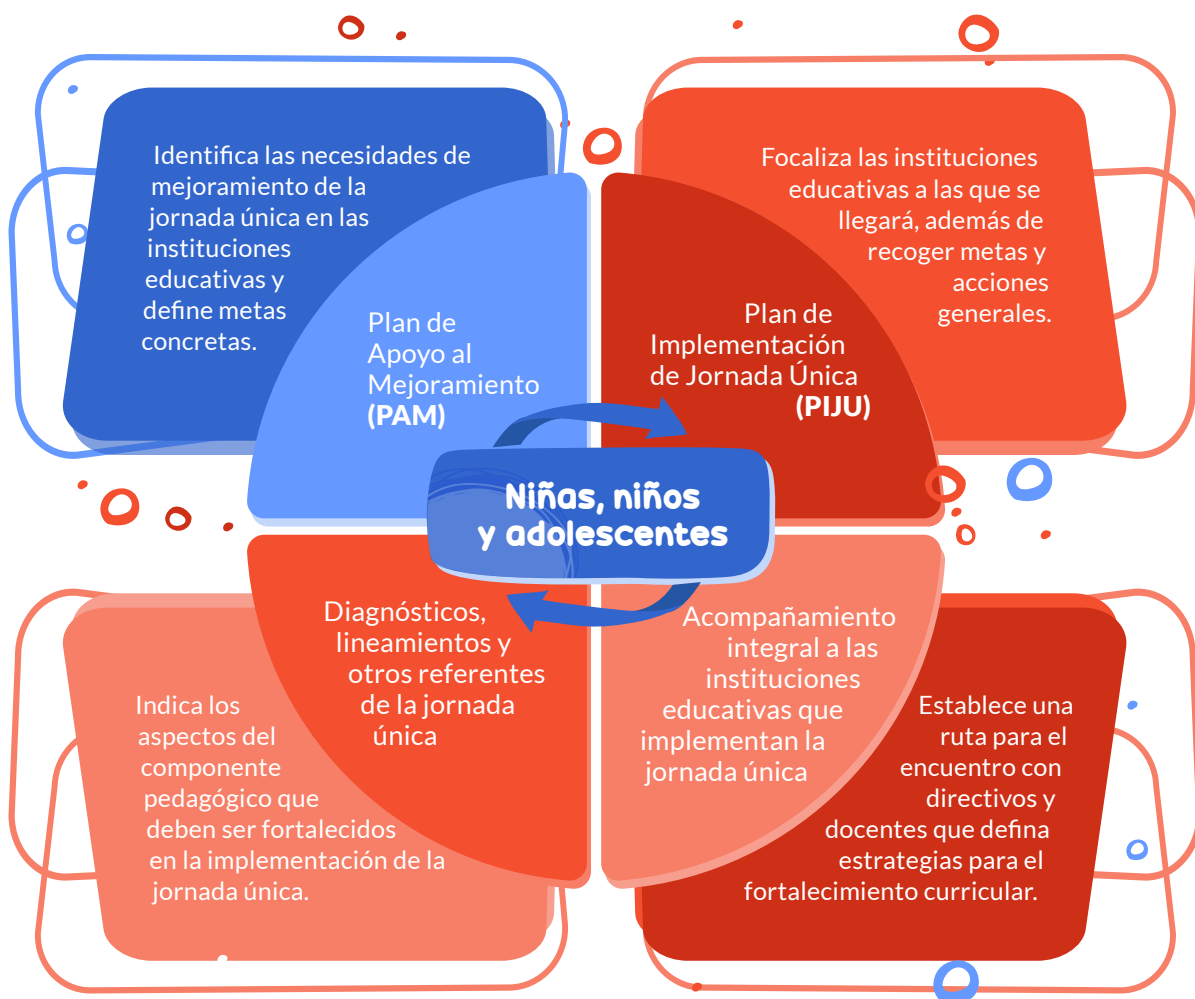 Identifica las necesidades de
mejoramiento de la
jornada única en las
instituciones
educativas y
define metas
concretas.
Plan de
Apoyo al
Mejoramiento
(PAM)
Focaliza las instituciones
educativas a las que se
llegará, además de
recoger metas y
acciones
generales.
Plan de
Implementación
de Jornada Única
(PIJU)
Niñas, niños
y adolescentes
Diagnósticos,
lineamientos y
otros referentes
de la jornada
única
Indica los
aspectos del
componente
pedagógico que
deben ser fortalecidos
en la implementación de la
jornada única.
Acompañamiento
integral a las
instituciones
educativas que
implementan la
jornada única
Establece una
ruta para el
encuentro con
directivos y
docentes que defina
estrategias para el
fortalecimiento curricular.